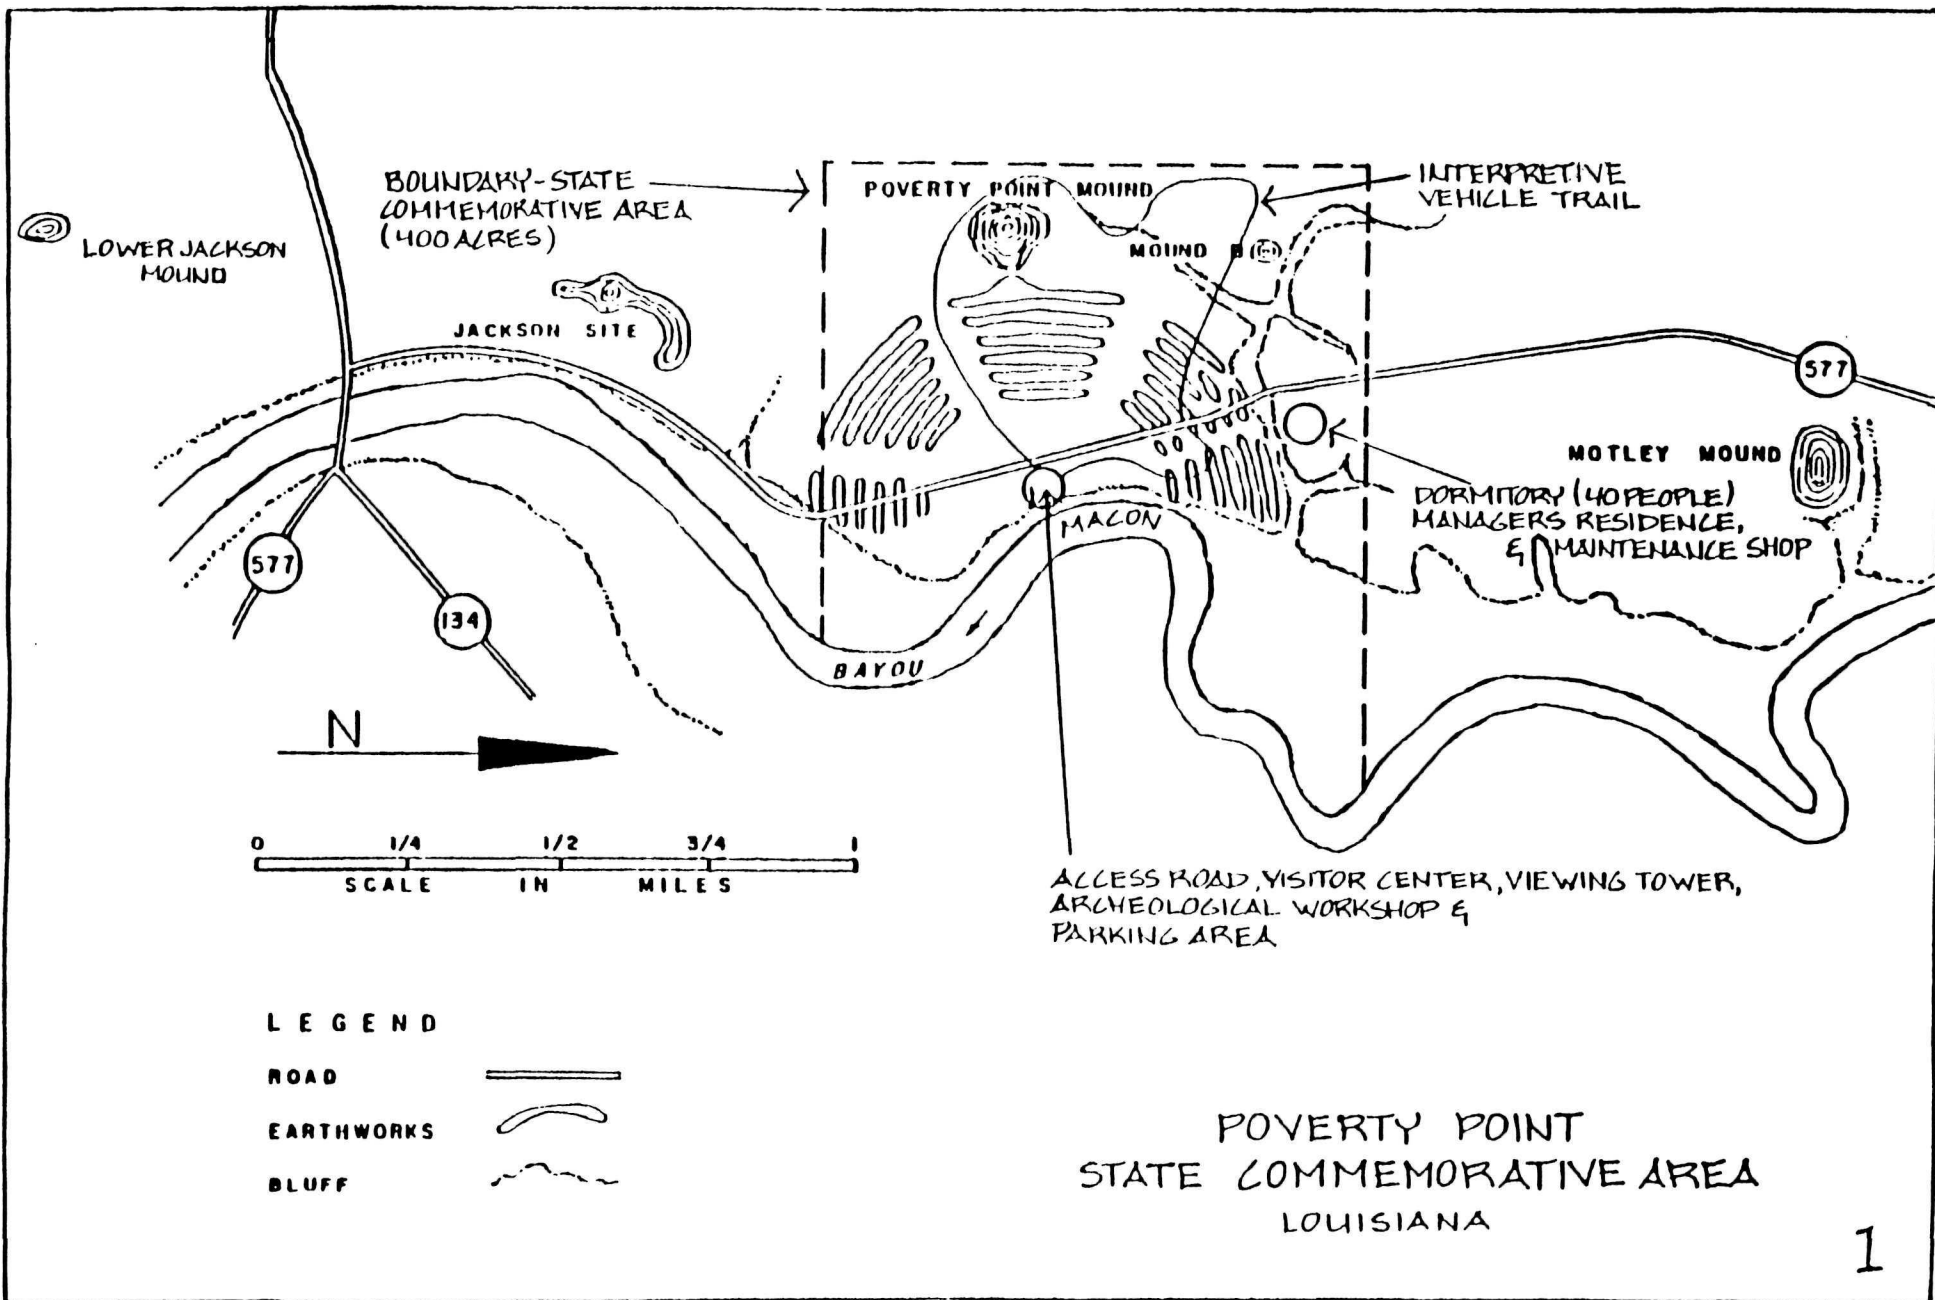 BOUNDARY-STATE
COMMEMORATIVE AREA
(400 ACRES)
POVERTY POINT MOUND
INTERPRETIVE
VEHICLE TRAIL
LOWER JACKSON
MOUND
MOUND B
JACKSON SITE
577
MOTLEY MOUND
DORMITORY (40 PEOPLE)
MANAGERS RESIDENCE,
& MAINTENANCE SHOP
MACON
577
134
BAYOU
N
0 1/4 1/2 3/4 1
SCALE IN MILES
ACCESS ROAD, VISITOR CENTER, VIEWING TOWER,
ARCHEOLOGICAL WORKSHOP &
PARKING AREA
LEGEND
ROAD
EARTHWORKS
BLUFF
POVERTY POINT
STATE COMMEMORATIVE AREA
LOUISIANA
1